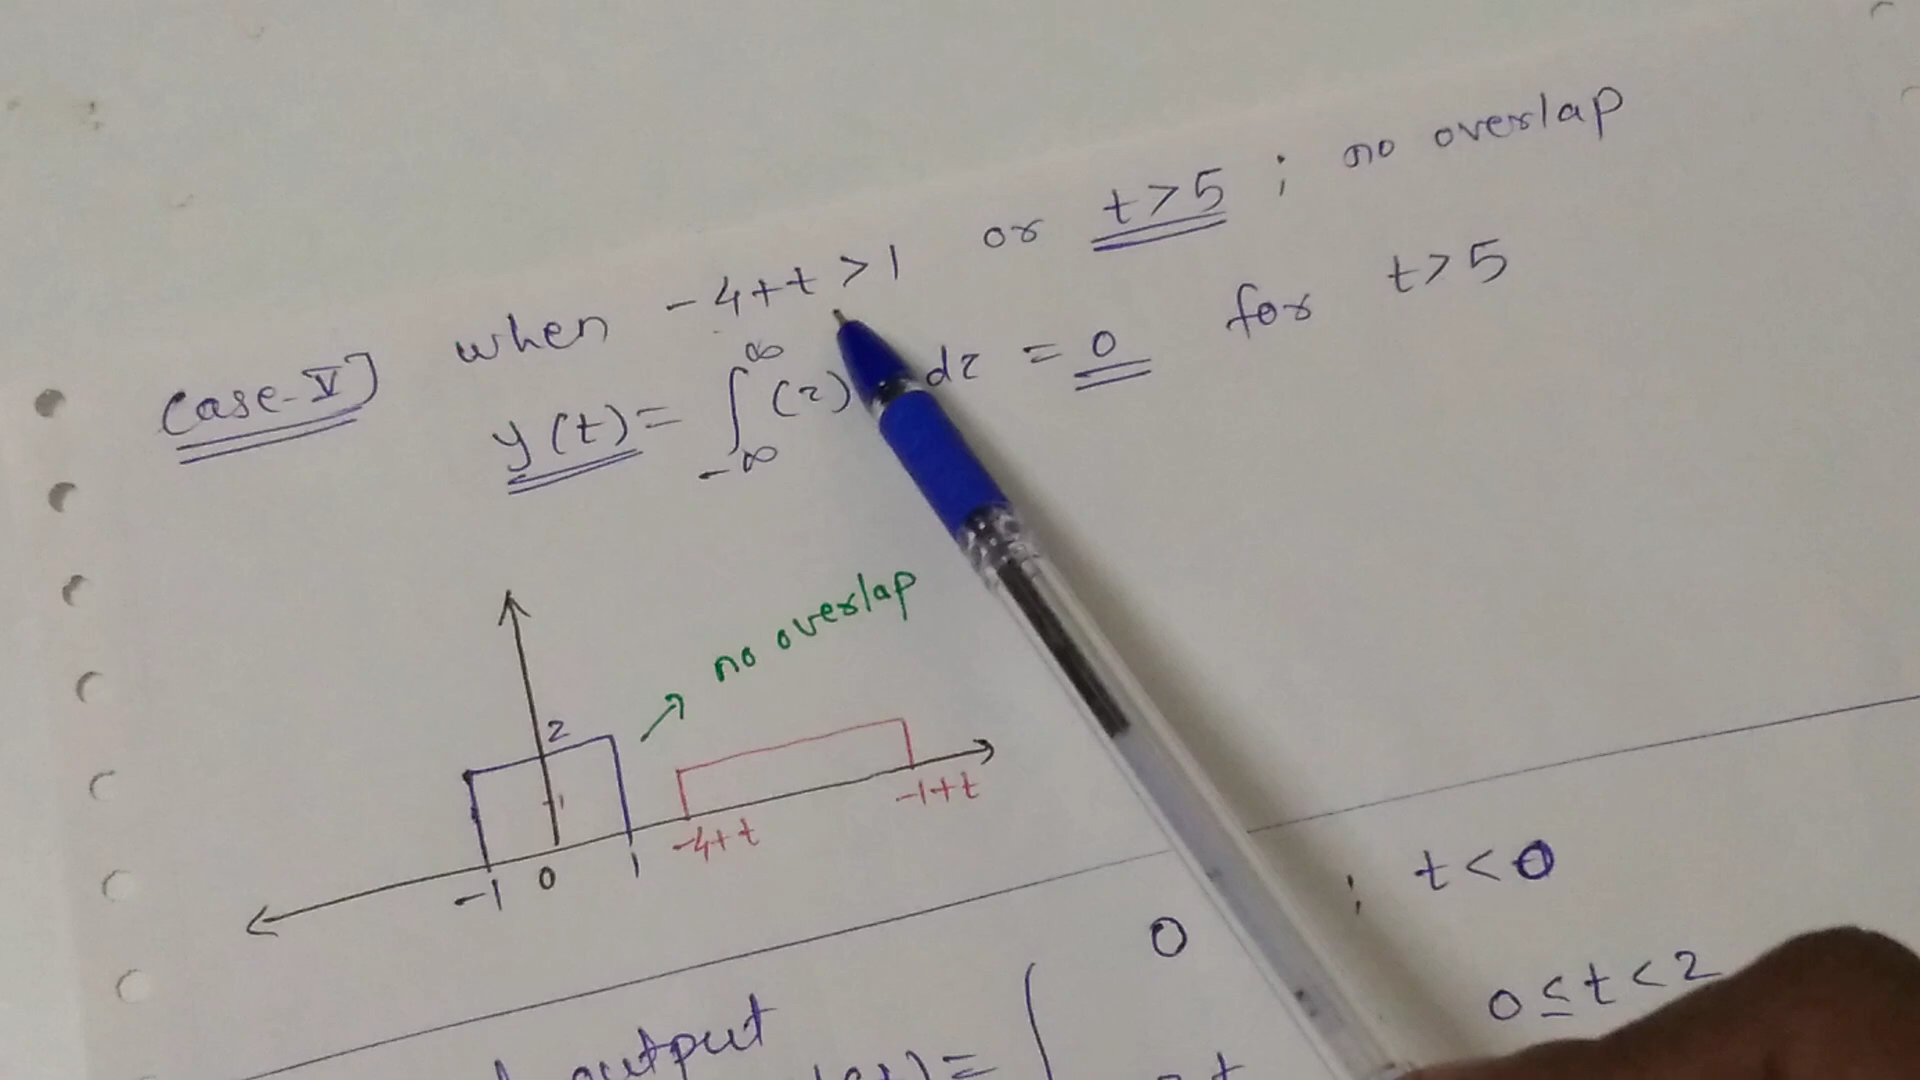 Case-V] when -4+t>1 or t>5 ; no overlap
y(t)= ∫ (2) dτ = 0 for t>5
∞
-∞
no overlap
2
1
-4+t
-1+t
-1
0
1
0 ; t<0
0≤t<2
output